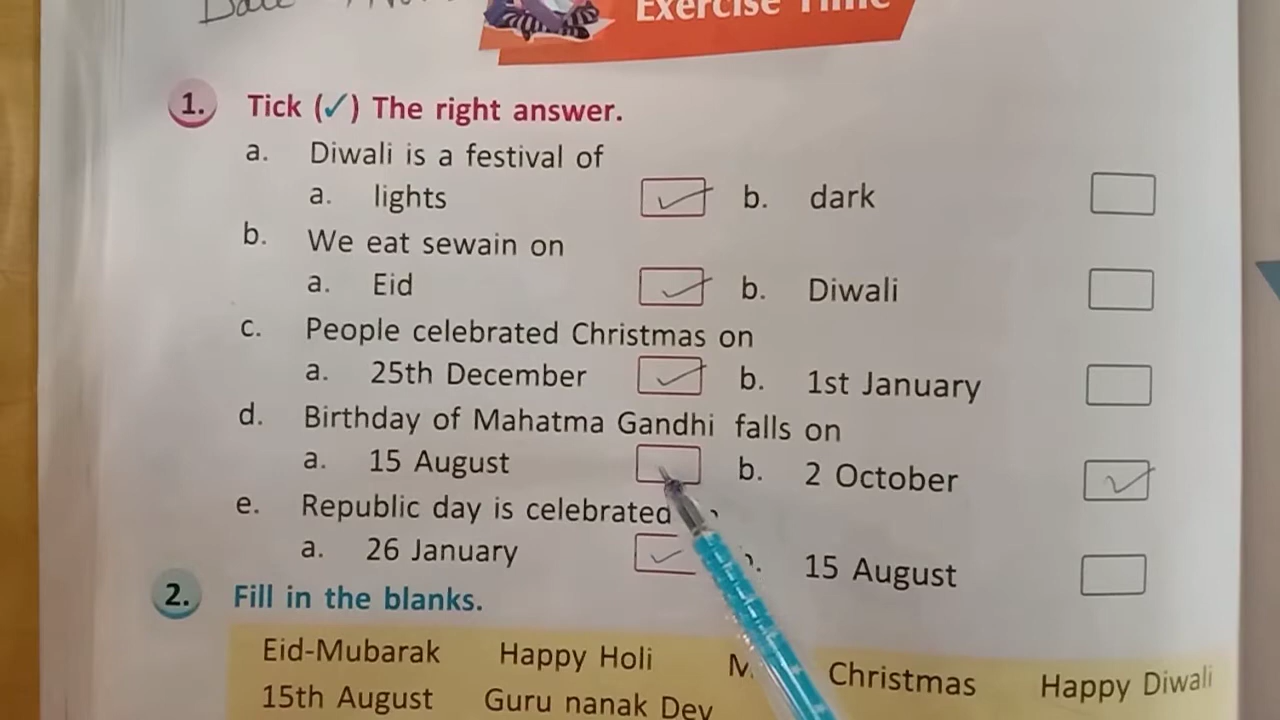 Date
Exercise Time
1. Tick (✓) The right answer.
a. Diwali is a festival of
a. lights ✓ b. dark
b. We eat sewain on
a. Eid ✓ b. Diwali
c. People celebrated Christmas on
a. 25th December ✓ b. 1st January
d. Birthday of Mahatma Gandhi falls on
a. 15 August b. 2 October ✓
e. Republic day is celebrated
a. 26 January ✓ b. 15 August
2. Fill in the blanks.
Eid-Mubarak Happy Holi Christmas Happy Diwali
15th August Guru nanak Dev